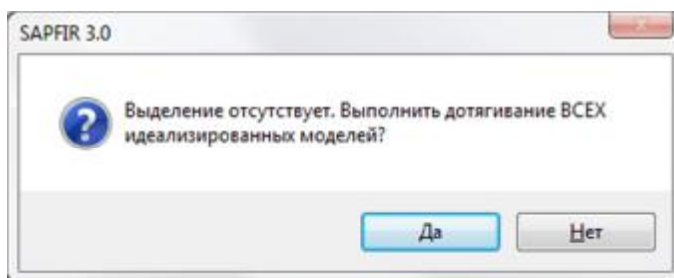 SAPFIR 3.0
Выделение отсутствует. Выполнить дотягивание ВСЕХ
идеализированных моделей?
Да
Нет